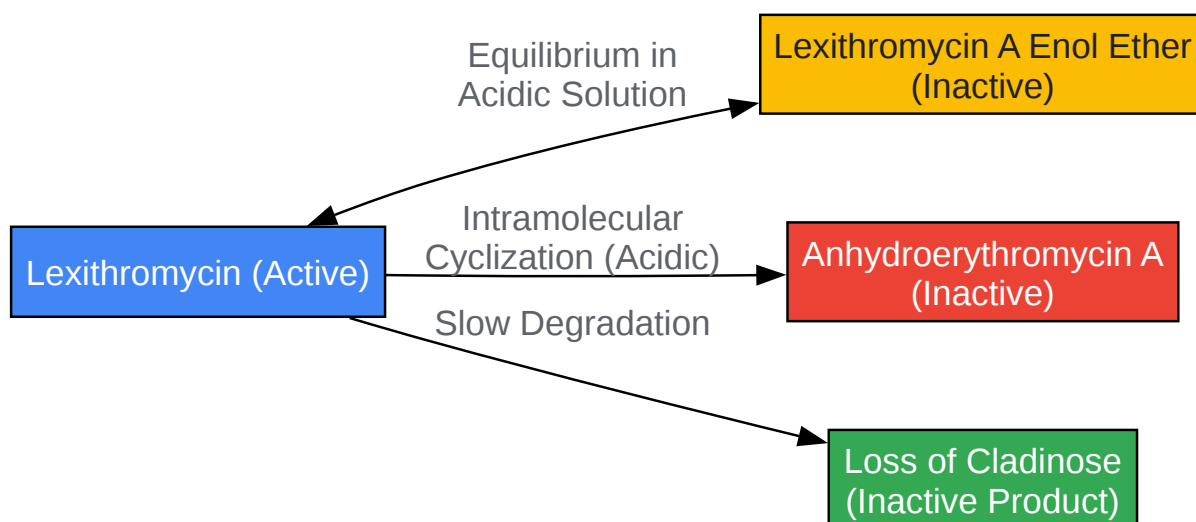 Equilibrium in
Acidic Solution
Lexithromycin A Enol Ether
(Inactive)
Lexithromycin (Active)
Intramolecular
Cyclization (Acidic)
Anhydroerythromycin A
(Inactive)
Slow Degradation
Loss of Cladinose
(Inactive Product)